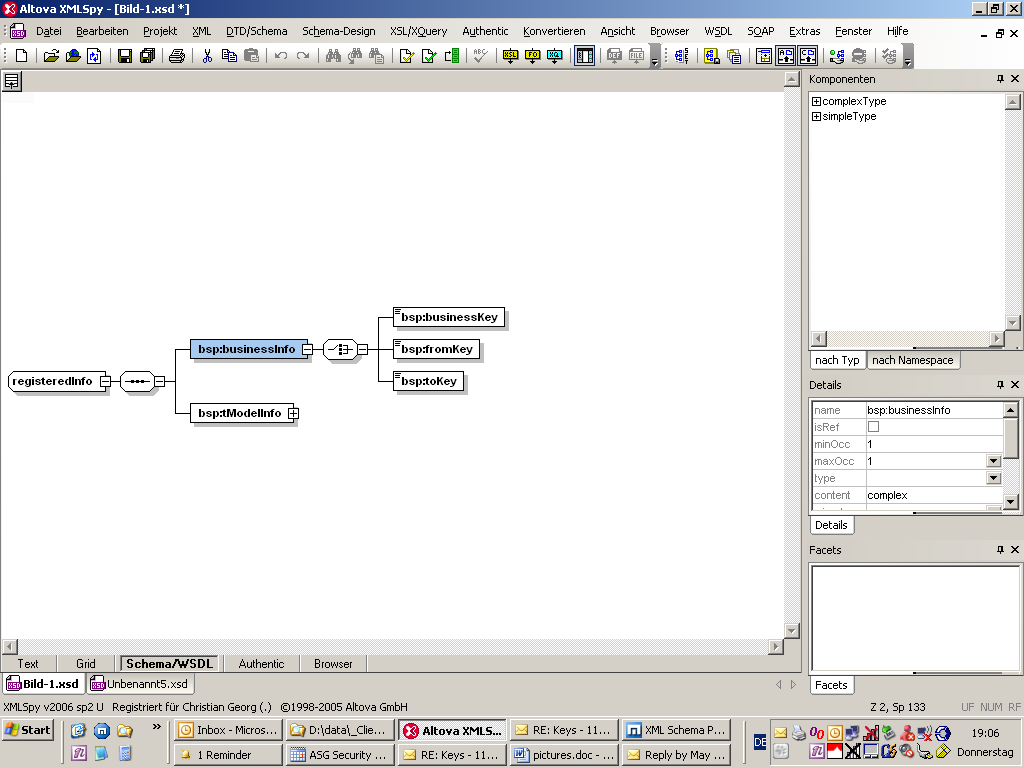 Altova XMLSpy - [Bild-1.xsd *]
Datei Bearbeiten Projekt XML DTD/Schema Schema-Design XSL/XQuery Authentic Konvertieren Ansicht Browser WSDL SOAP Extras Fenster Hilfe
Komponenten
complexType
simpleType
nach Typ nach Namespace
bsp:businessKey
bsp:businessInfo
bsp:fromKey
registeredInfo
bsp:toKey
bsp:tModelInfo
Details
name bsp:businessInfo
isRef
minOcc 1
maxOcc 1
type
content complex
Details
Facets
Facets
Text Grid Schema/WSDL Authentic Browser
Bild-1.xsd Unbenannt5.xsd
XMLSpy v2006 sp2 U Registriert für Christian Georg (.) ©1998-2005 Altova GmbH Z 2, Sp 133 UF NUM RF
Start » Inbox - Micros... D:\data\_Clie... Altova XMLS... RE: Keys - 11... XML Schema P... DE 19:06
1 Reminder ASG Security ... RE: Keys - 11... pictures.doc - ... Reply by May ... Donnerstag